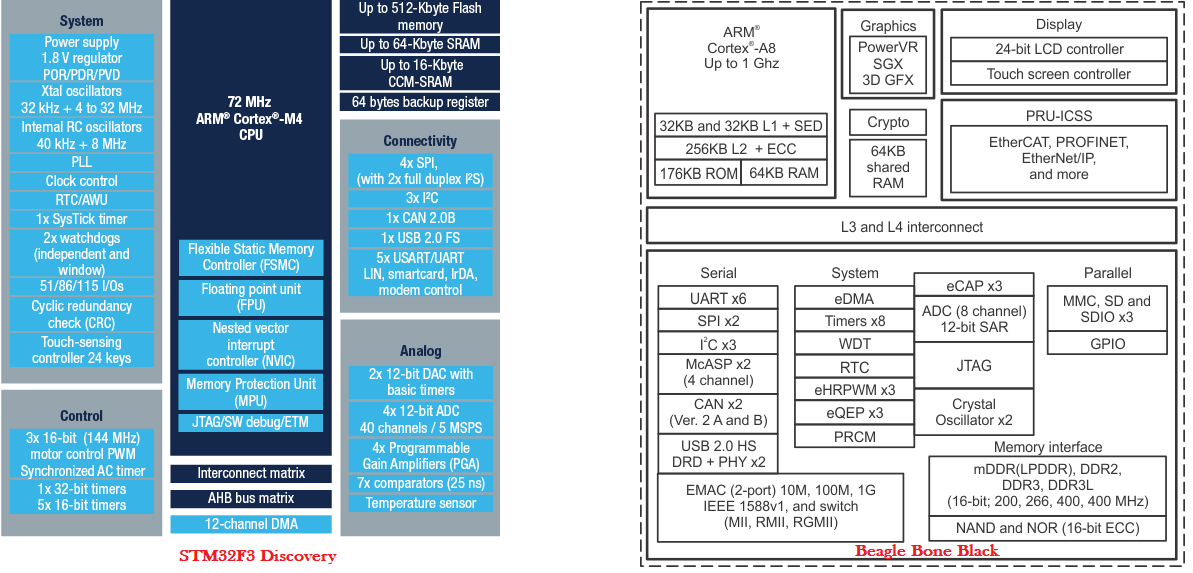 System
Power supply
1.8 V regulator
POR/PDR/PVD
Xtal oscillators
32 kHz + 4 to 32 MHz
Internal RC oscillators
40 kHz + 8 MHz
PLL
Clock control
RTC/AWU
1x SysTick timer
2x watchdogs
(independent and
window)
51/86/115 I/Os
Cyclic redundancy
check (CRC)
Touch-sensing
controller 24 keys
Control
3x 16-bit (144 MHz)
motor control PWM
Synchronized AC timer
1x 32-bit timers
5x 16-bit timers
72 MHz
ARM® Cortex®-M4
CPU
Flexible Static Memory
Controller (FSMC)
Floating point unit
(FPU)
Nested vector
interrupt
controller (NVIC)
Memory Protection Unit
(MPU)
JTAG/SW debug/ETM
Interconnect matrix
AHB bus matrix
12-channel DMA
Up to 512-Kbyte Flash
memory
Up to 64-Kbyte SRAM
Up to 16-Kbyte
CCM-SRAM
64 bytes backup register
Connectivity
4x SPI,
(with 2x full duplex I²S)
3x I²C
1x CAN 2.0B
1x USB 2.0 FS
5x USART/UART
LIN, smartcard, IrDA,
modem control
Analog
2x 12-bit DAC with
basic timers
4x 12-bit ADC
40 channels / 5 MSPS
4x Programmable
Gain Amplifiers (PGA)
7x comparators (25 ns)
Temperature sensor
STM32F3 Discovery
ARM®
Cortex®-A8
Up to 1 Ghz
32KB and 32KB L1 + SED
256KB L2 + ECC
176KB ROM
64KB RAM
Graphics
PowerVR
SGX
3D GFX
Crypto
64KB
shared
RAM
Display
24-bit LCD controller
Touch screen controller
PRU-ICSS
EtherCAT, PROFINET,
EtherNet/IP,
and more
L3 and L4 interconnect
Serial
UART x6
SPI x2
I²C x3
McASP x2
(4 channel)
CAN x2
(Ver. 2 A and B)
USB 2.0 HS
DRD + PHY x2
EMAC (2-port) 10M, 100M, 1G
IEEE 1588v1, and switch
(MII, RMII, RGMII)
System
eDMA
Timers x8
WDT
RTC
eHRPWM x3
eQEP x3
PRCM
eCAP x3
ADC (8 channel)
12-bit SAR
JTAG
Crystal
Oscillator x2
Parallel
MMC, SD and
SDIO x3
GPIO
Memory interface
mDDR(LPDDR), DDR2,
DDR3, DDR3L
(16-bit; 200, 266, 400, 400 MHz)
NAND and NOR (16-bit ECC)
Beagle Bone Black